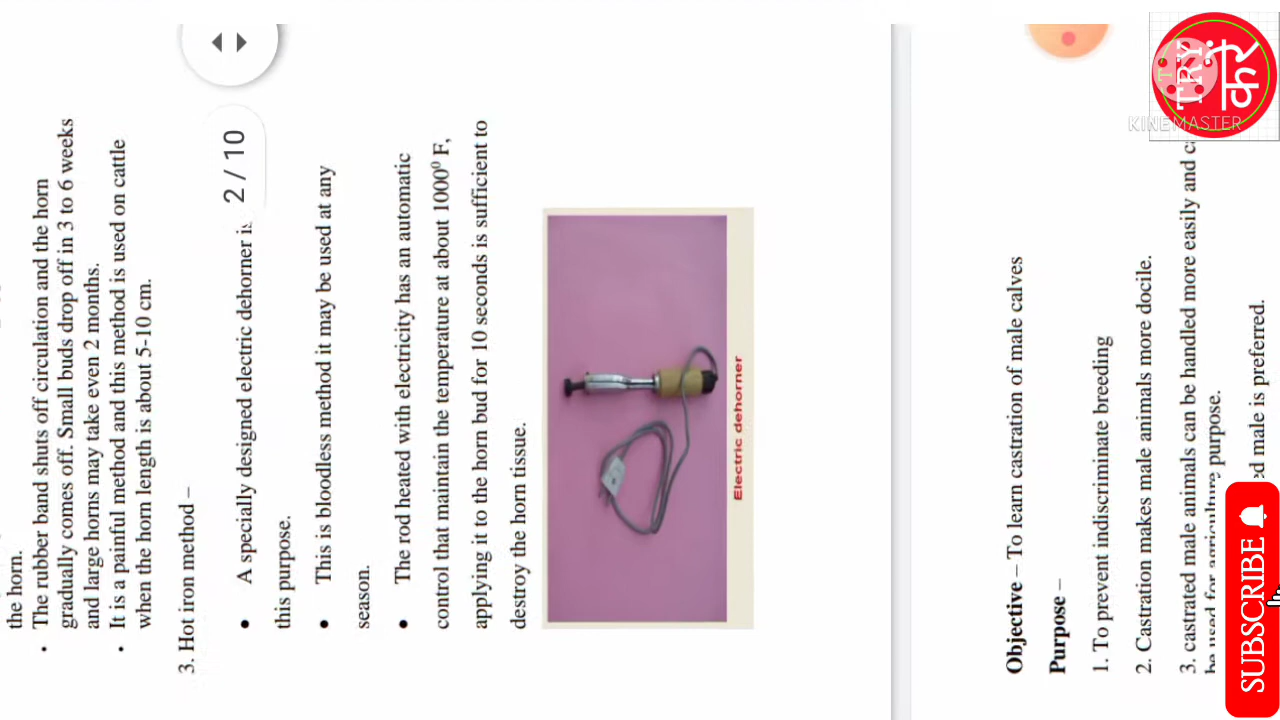 the horn.
• The rubber band shuts off circulation and the horn
gradually comes off. Small buds drop off in 3 to 6 weeks
and large horns may take even 2 months.
• It is a painful method and this method is used on cattle
when the horn length is about 5-10 cm.
3. Hot iron method –
• A specially designed electric dehorner is
this purpose.
• This is bloodless method it may be used at any
season.
• The rod heated with electricity has an automatic
control that maintain the temperature at about 1000⁰ F,
applying it to the horn bud for 10 seconds is sufficient to
destroy the horn tissue.
Electric dehorner
2 / 10
Objective – To learn castration of male calves
Purpose –
1. To prevent indiscriminate breeding
2. Castration makes male animals more docile.
3. castrated male animals can be handled more easily and
be used for agriculture purpose.
male is preferred.
TRY
करें
KINEMASTER
SUBSCRIBE